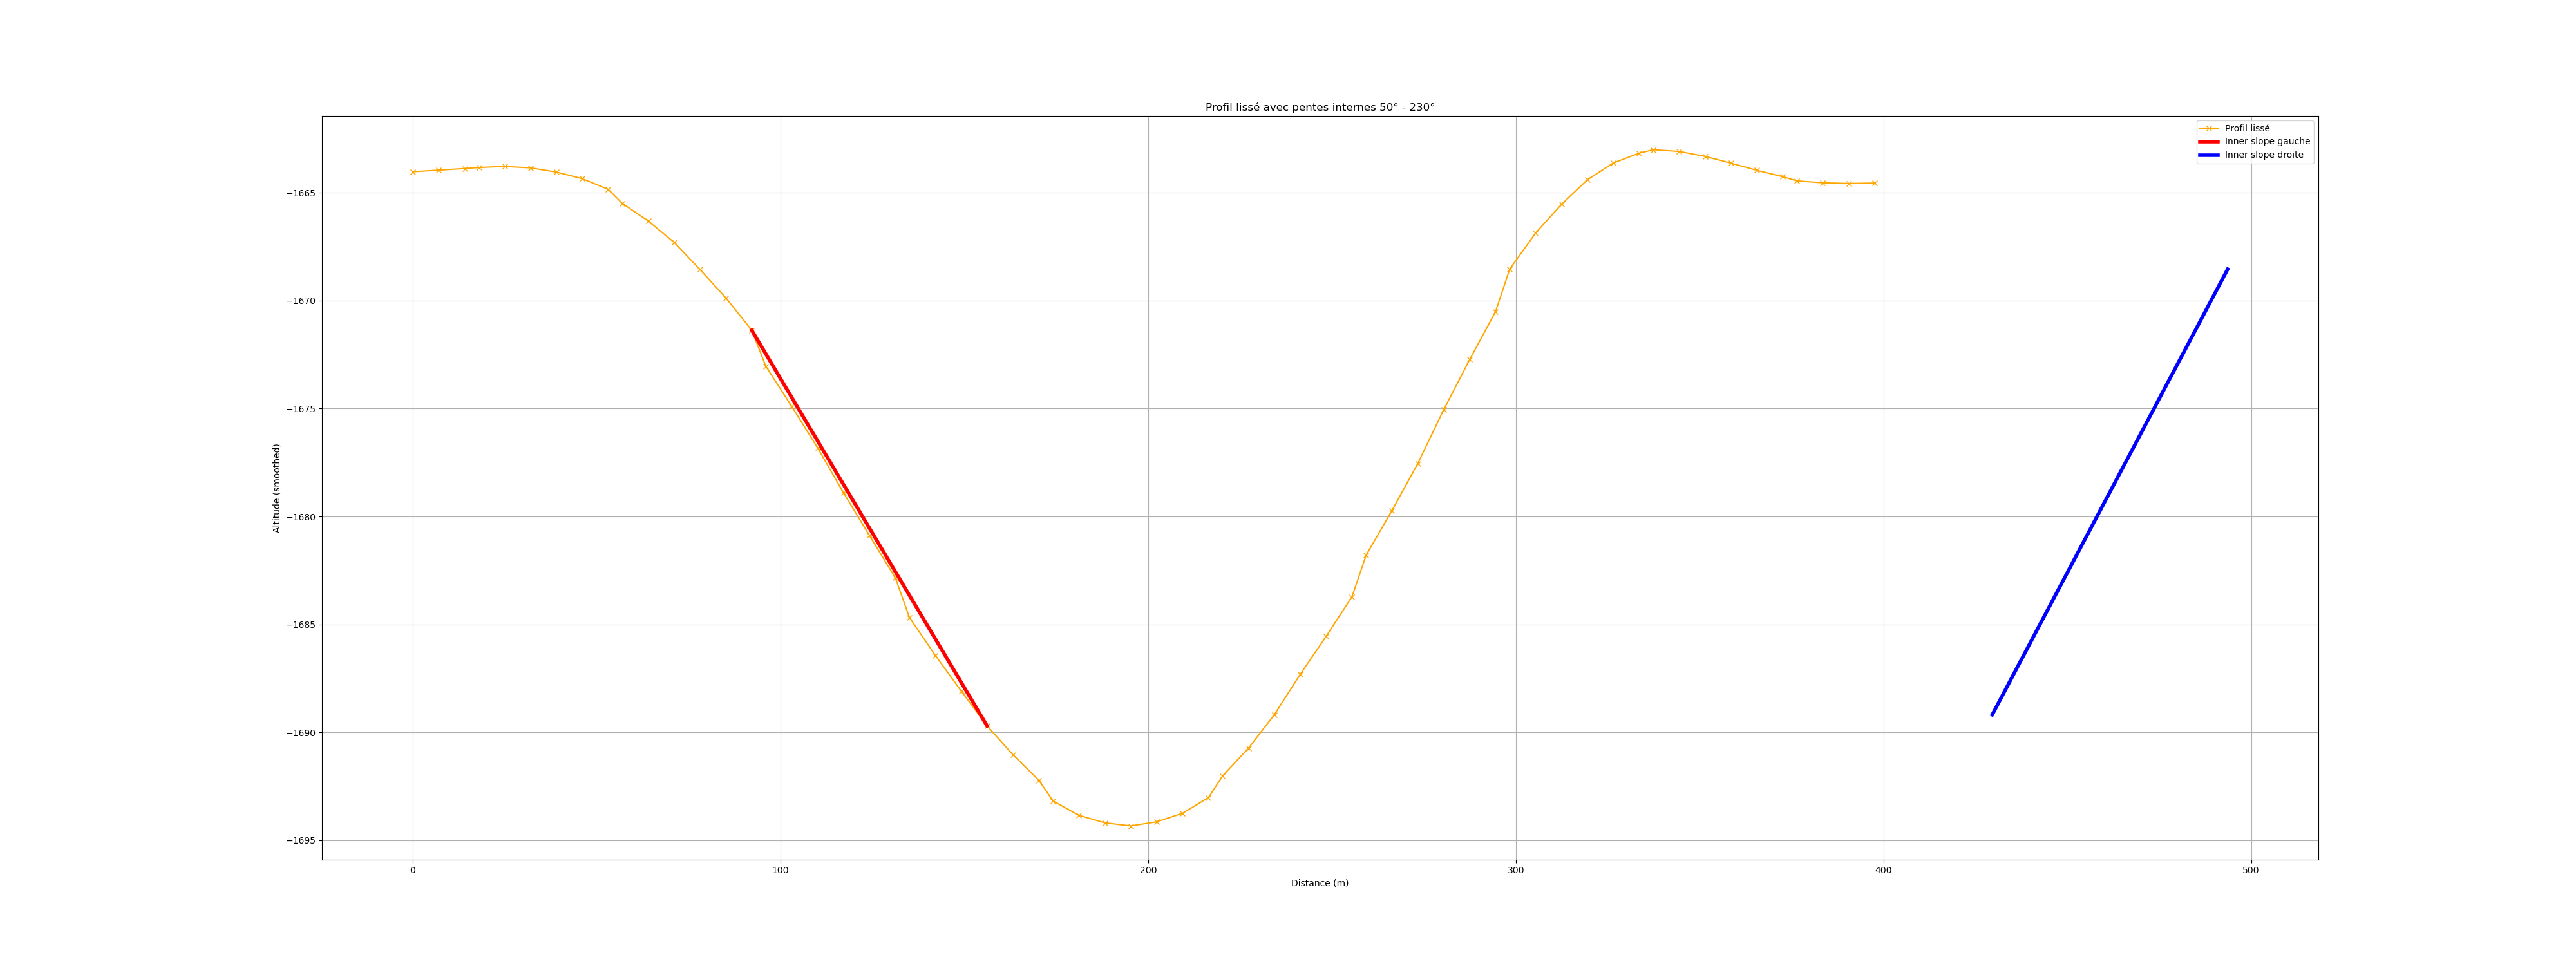 Profil lissé avec pentes internes 50° - 230°
Profil lissé
Inner slope gauche
Inner slope droite
−1665
−1670
−1675
−1680
−1685
−1690
−1695
Altitude (smoothed)
0
100
200
300
400
500
Distance (m)